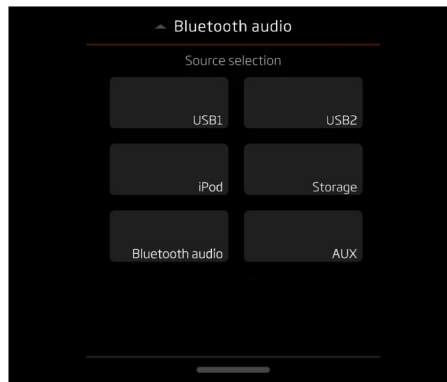 Bluetooth audio
Source selection
USB1
USB2
iPod
Storage
Bluetooth audio
AUX